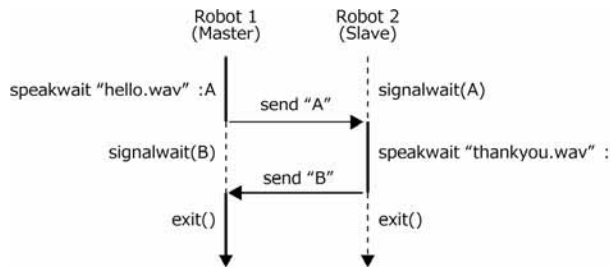 Robot 1 Robot 2
(Master) (Slave)
speakwait “hello.wav” :A signalwait(A)
send “A”
signalwait(B) speakwait “thankyou.wav” :
send “B”
exit() exit()